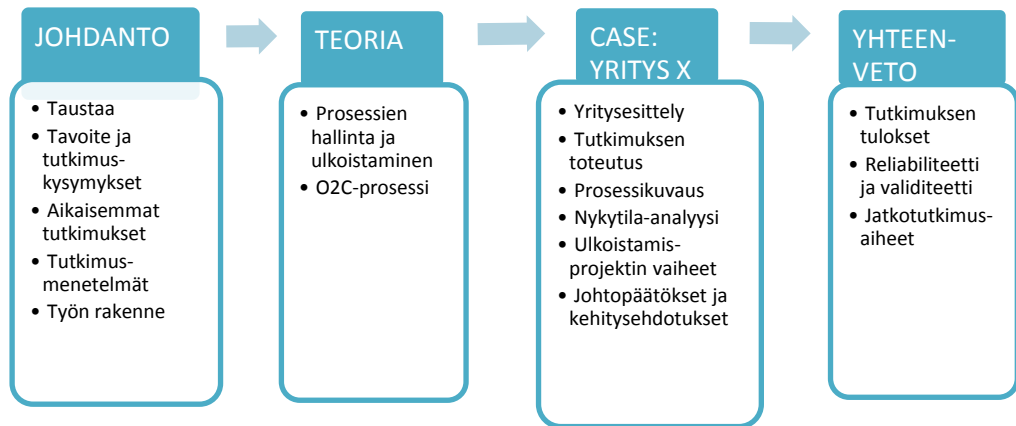 JOHDANTO
• Taustaa
• Tavoite ja
tutkimus-
kysymykset
• Aikaisemmat
tutkimukset
• Tutkimus-
menetelmät
• Työn rakenne
TEORIA
• Prosessien
hallinta ja
ulkoistaminen
• O2C-prosessi
CASE:
YRITYS X
• Yritysesittely
• Tutkimuksen
toteutus
• Prosessikuvaus
• Nykytila-analyysi
• Ulkoistamis-
projektin vaiheet
• Johtopäätökset ja
kehitysehdotukset
YHTEEN-
VETO
• Tutkimuksen
tulokset
• Reliabiliteetti
ja validiteetti
• Jatkotutkimus-
aiheet